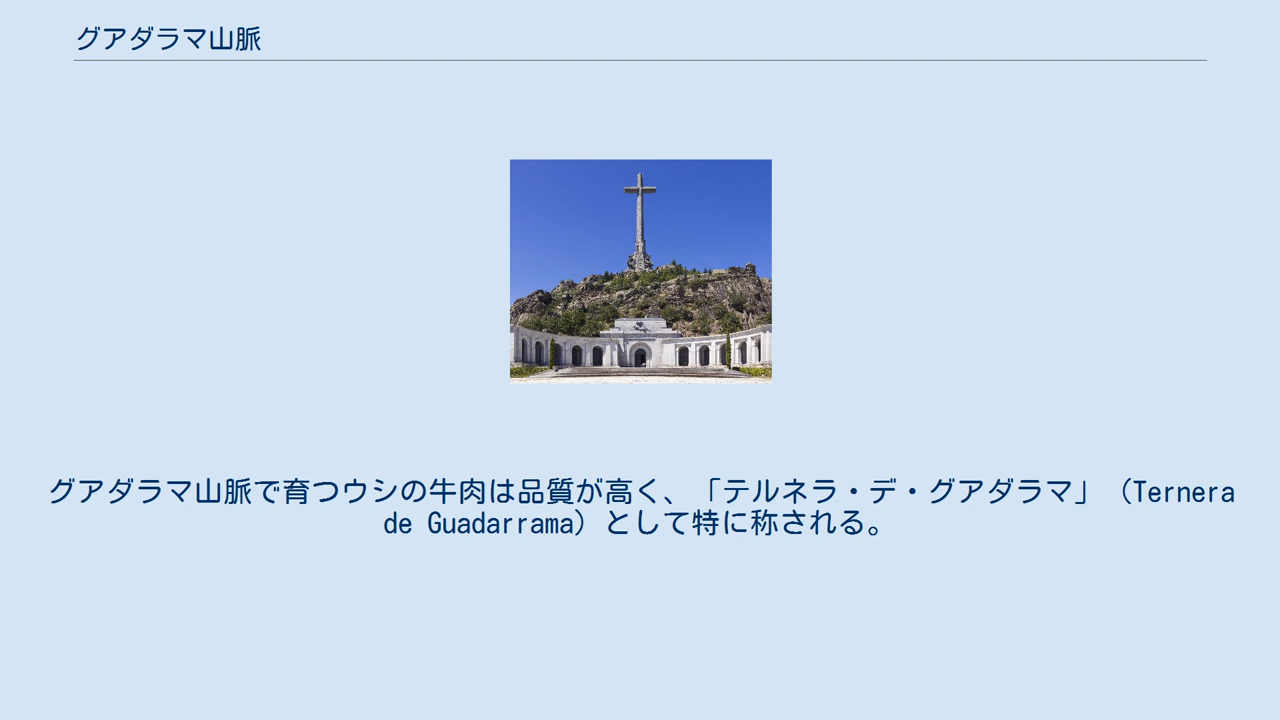 グアダラマ山脈
グアダラマ山脈で育つウシの牛肉は品質が高く、「テルネラ・デ・グアダラマ」（Ternera
de Guadarrama）として特に称される。